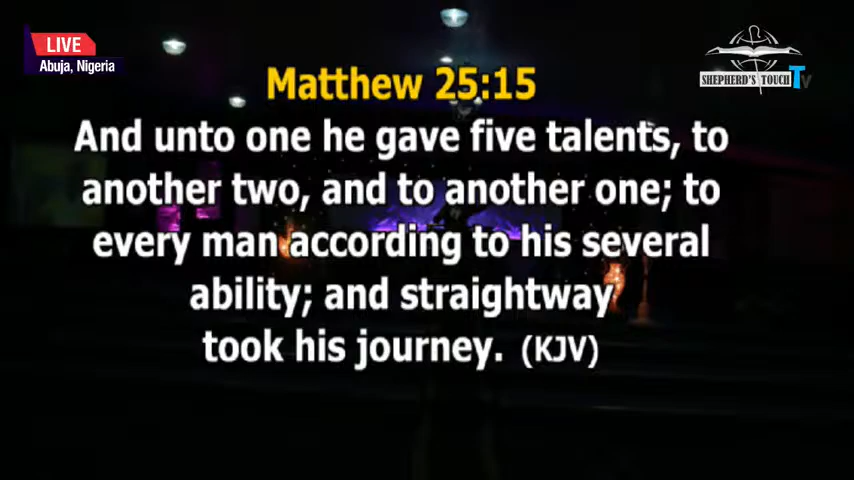 LIVE
Abuja, Nigeria
SHEPHERD'S TOUCH TV
Matthew 25:15
And unto one he gave five talents, to
another two, and to another one; to
every man according to his several
ability; and straightway
took his journey. (KJV)